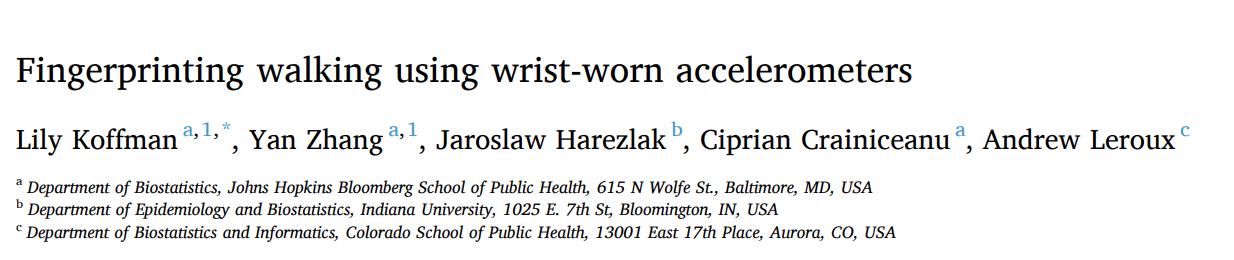 Fingerprinting walking using wrist-worn accelerometers
Lily Koffman a,1,*, Yan Zhang a,1, Jaroslaw Harezlak b, Ciprian Crainiceanu a, Andrew Leroux c
a Department of Biostatistics, Johns Hopkins Bloomberg School of Public Health, 615 N Wolfe St., Baltimore, MD, USA
b Department of Epidemiology and Biostatistics, Indiana University, 1025 E. 7th St, Bloomington, IN, USA
c Department of Biostatistics and Informatics, Colorado School of Public Health, 13001 East 17th Place, Aurora, CO, USA